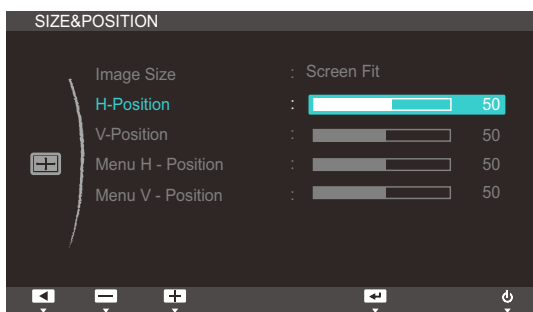 SIZE&POSITION
Image Size : Screen Fit
H-Position : 50
V-Position : 50
Menu H - Position : 50
Menu V - Position : 50